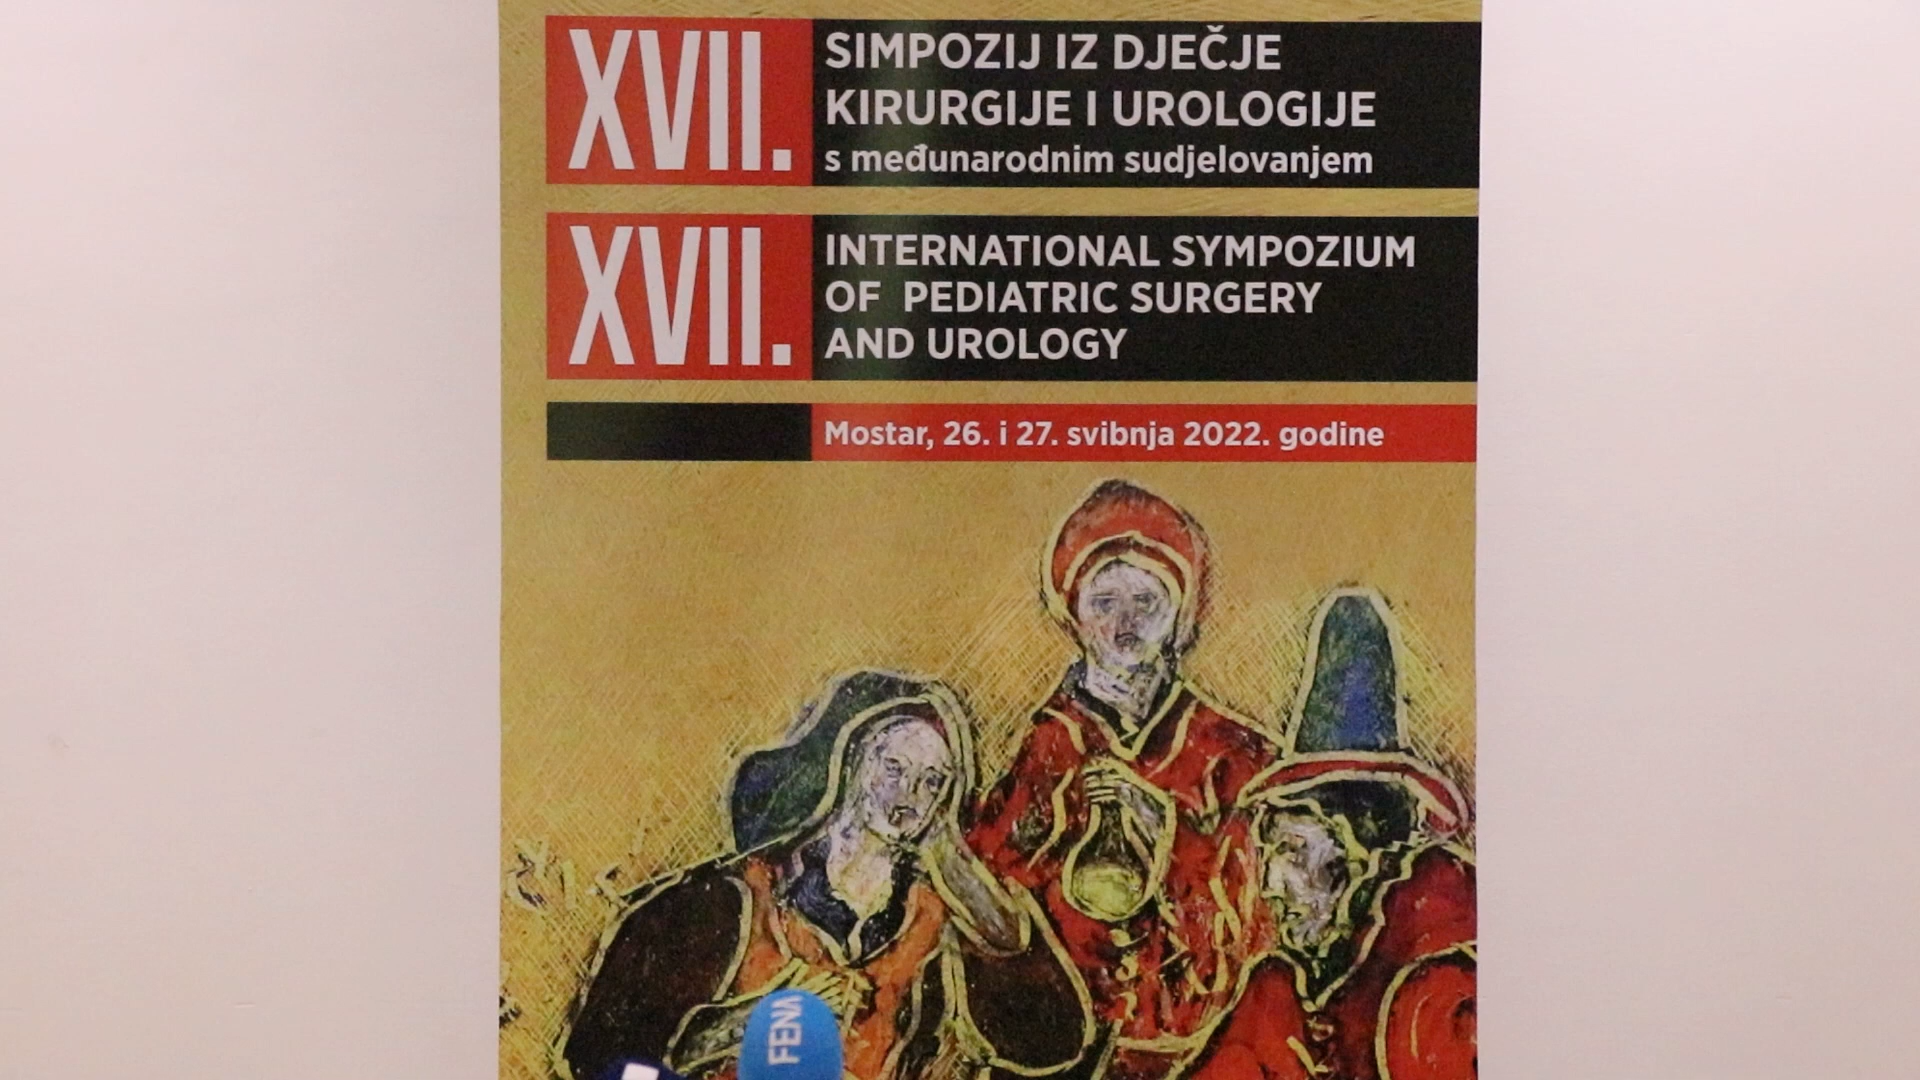 XVII.
SIMPOZIJ IZ DJEČJE
KIRURGIJE I UROLOGIJE
s međunarodnim sudjelovanjem
XVII.
INTERNATIONAL SYMPOZIUM
OF PEDIATRIC SURGERY
AND UROLOGY
Mostar, 26. i 27. svibnja 2022. godine
FENA